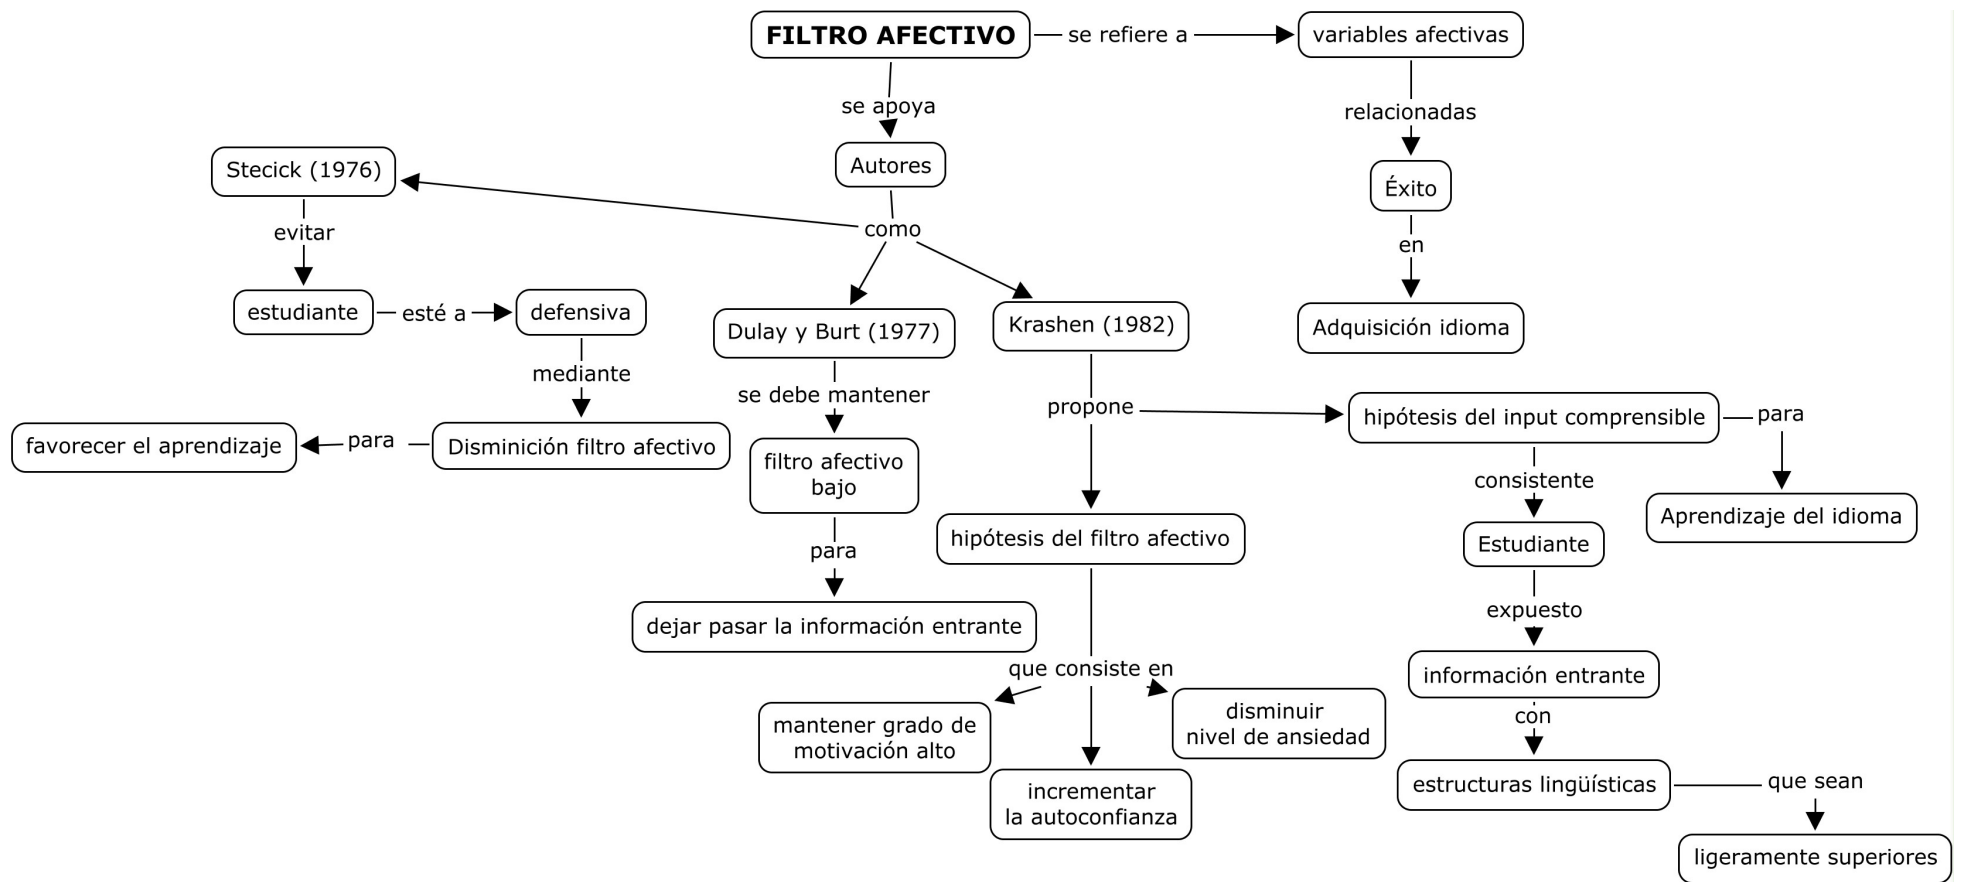 FILTRO AFECTIVO
se refiere a
variables afectivas
relacionadas
Éxito
en
Adquisición idioma
se apoya
Autores
como
Stecick (1976)
evitar
estudiante
esté a
defensiva
mediante
Disminición filtro afectivo
para
favorecer el aprendizaje
Dulay y Burt (1977)
se debe mantener
filtro afectivo
bajo
para
dejar pasar la información entrante
Krashen (1982)
propone
hipótesis del filtro afectivo
que consiste en
mantener grado de
motivación alto
incrementar
la autoconfianza
disminuir
nivel de ansiedad
hipótesis del input comprensible
para
Aprendizaje del idioma
consistente
Estudiante
expuesto
información entrante
con
estructuras lingüísticas
que sean
ligeramente superiores